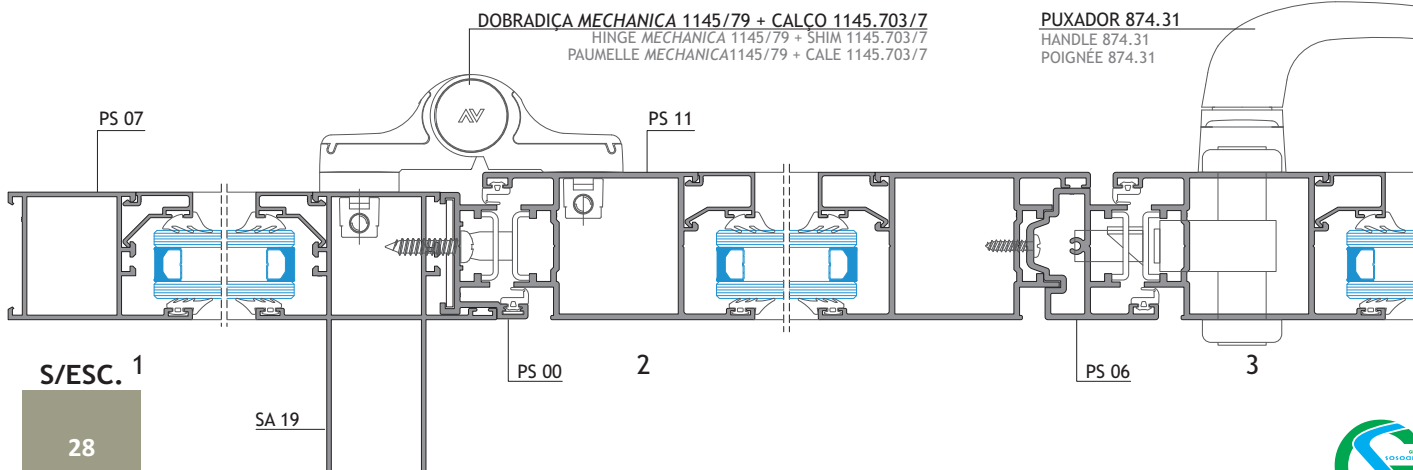 DOBRADIÇA MECHANICA 1145/79 + CALÇO 1145.703/7
HINGE MECHANICA 1145/79 + SHIM 1145.703/7
PAUMELLE MECHANICA1145/79 + CALE 1145.703/7
PUXADOR 874.31
HANDLE 874.31
POIGNÉE 874.31
PS 07
PS 11
1
2
3
PS 00
PS 06
S/ESC.
SA 19
28